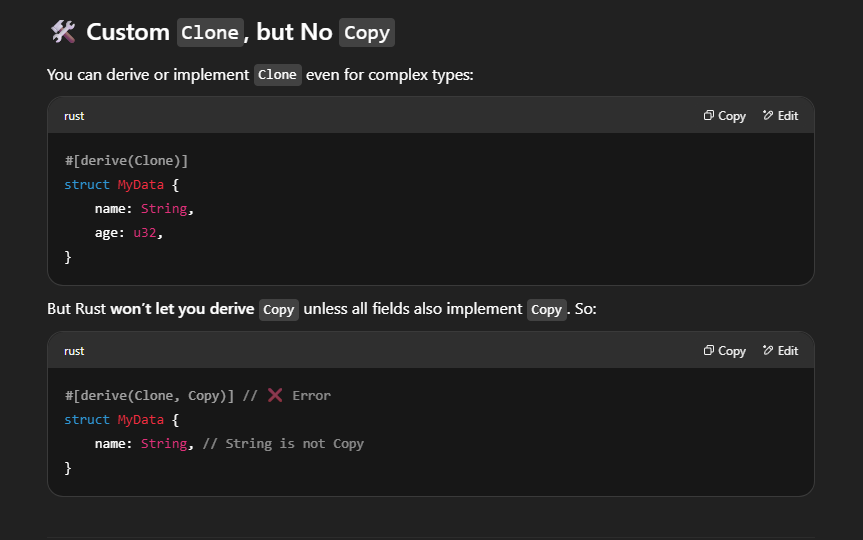 🛠️ Custom Clone, but No Copy
You can derive or implement Clone even for complex types:
rust
Copy Edit
#[derive(Clone)]
struct MyData {
    name: String,
    age: u32,
}
But Rust won’t let you derive Copy unless all fields also implement Copy. So:
rust
Copy Edit
#[derive(Clone, Copy)] // ❌ Error
struct MyData {
    name: String, // String is not Copy
}